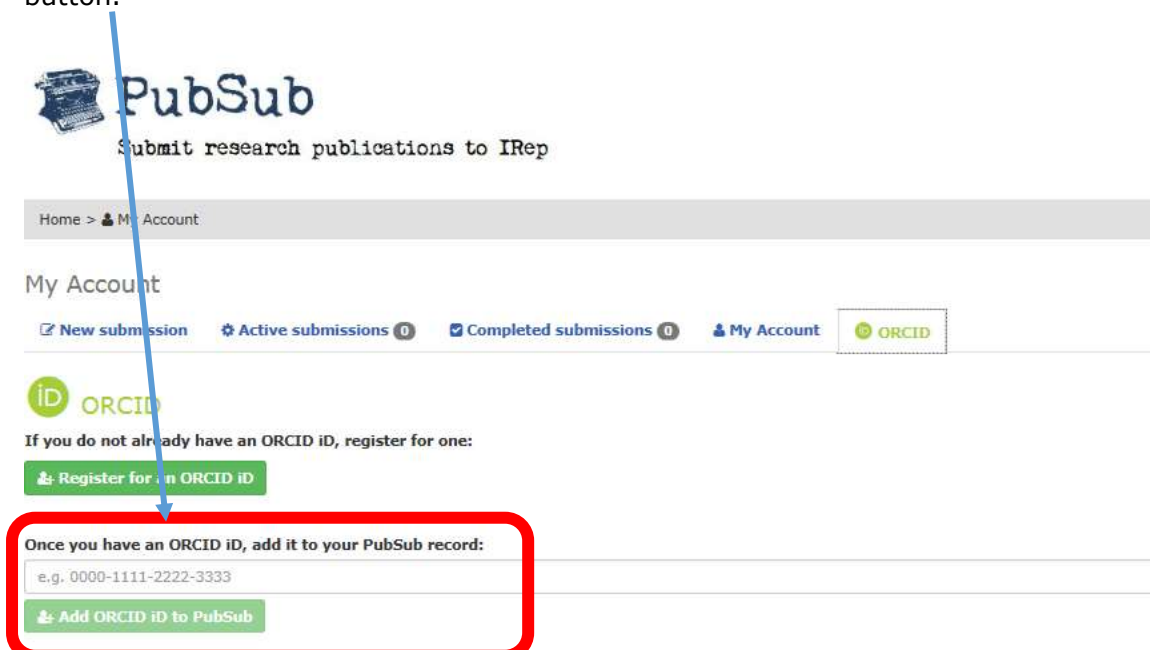 button.
PubSub
Submit research publications to IRep
Home > My Account
My Account
New submission Active submissions 0 Completed submissions 0 My Account ORCID
iD ORCID
If you do not already have an ORCID iD, register for one:
Register for an ORCID iD
Once you have an ORCID iD, add it to your PubSub record:
e.g. 0000-1111-2222-3333
Add ORCID iD to PubSub